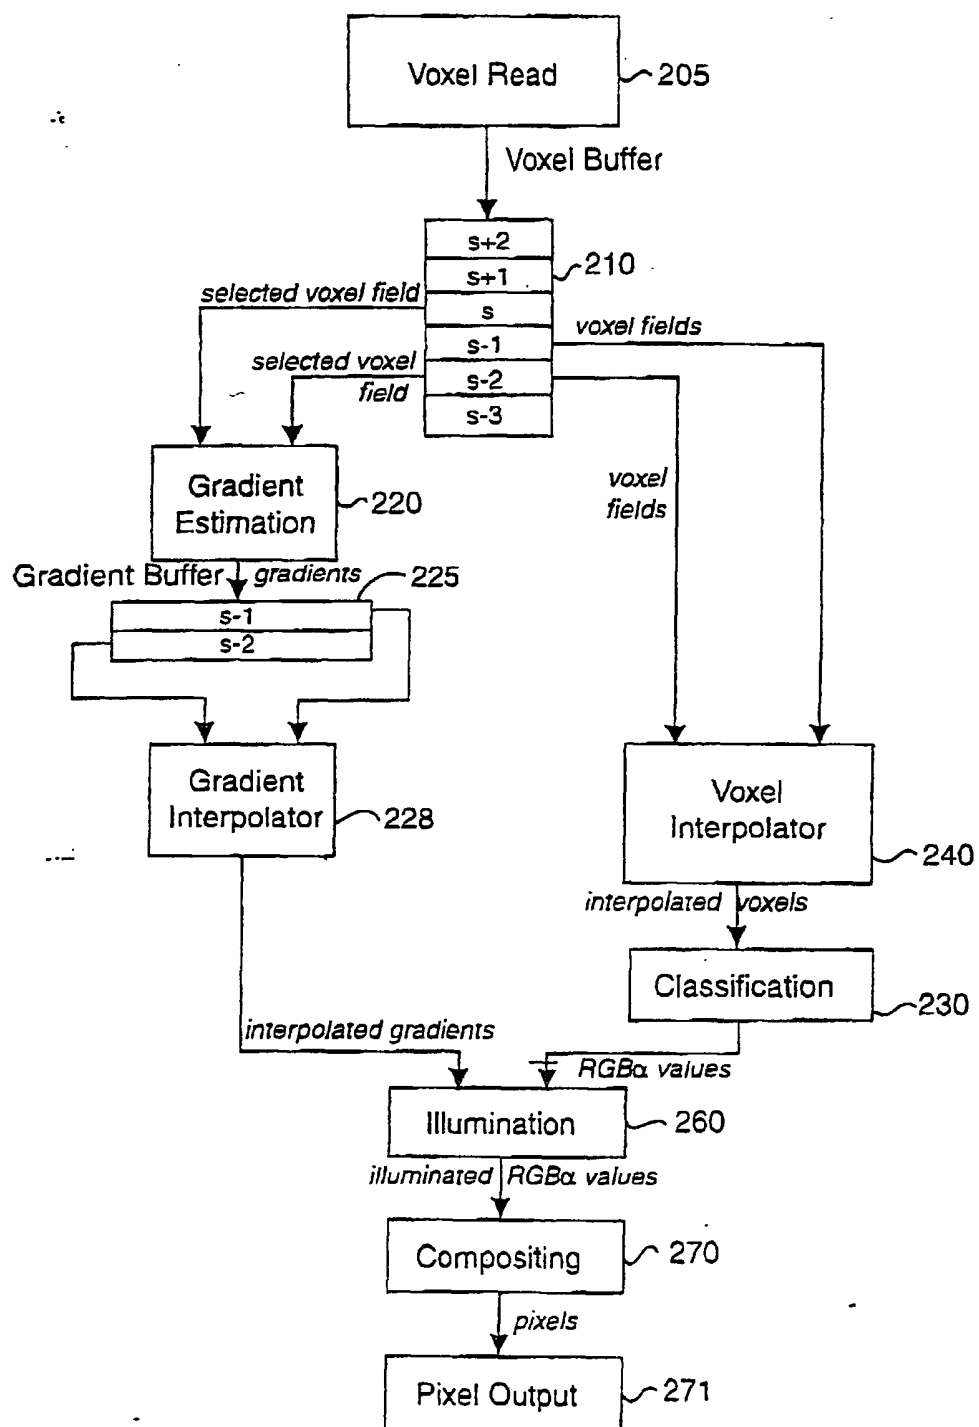 Voxel Read
205
Voxel Buffer
s+2
s+1
210
selected voxel field
s
voxel fields
s-1
selected voxel
field
s-2
s-3
voxel
fields
Gradient
Estimation
220
Gradient Buffer
gradients
225
s-1
s-2
Gradient
Interpolator
228
Voxel
Interpolator
240
interpolated voxels
Classification
230
interpolated gradients
RGBα values
Illumination
260
illuminated RGBα values
Compositing
270
pixels
Pixel Output
271